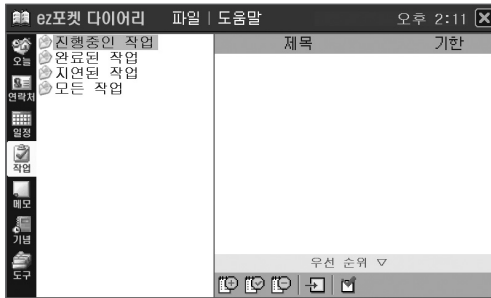 ez포켓 다이어리 파일 | 도움말 오후 2:11
오늘
연락처
일정
작업
메모
기념
도구
진행중인 작업
완료된 작업
지연된 작업
모든 작업
제목 기한
우선 순위 ▽